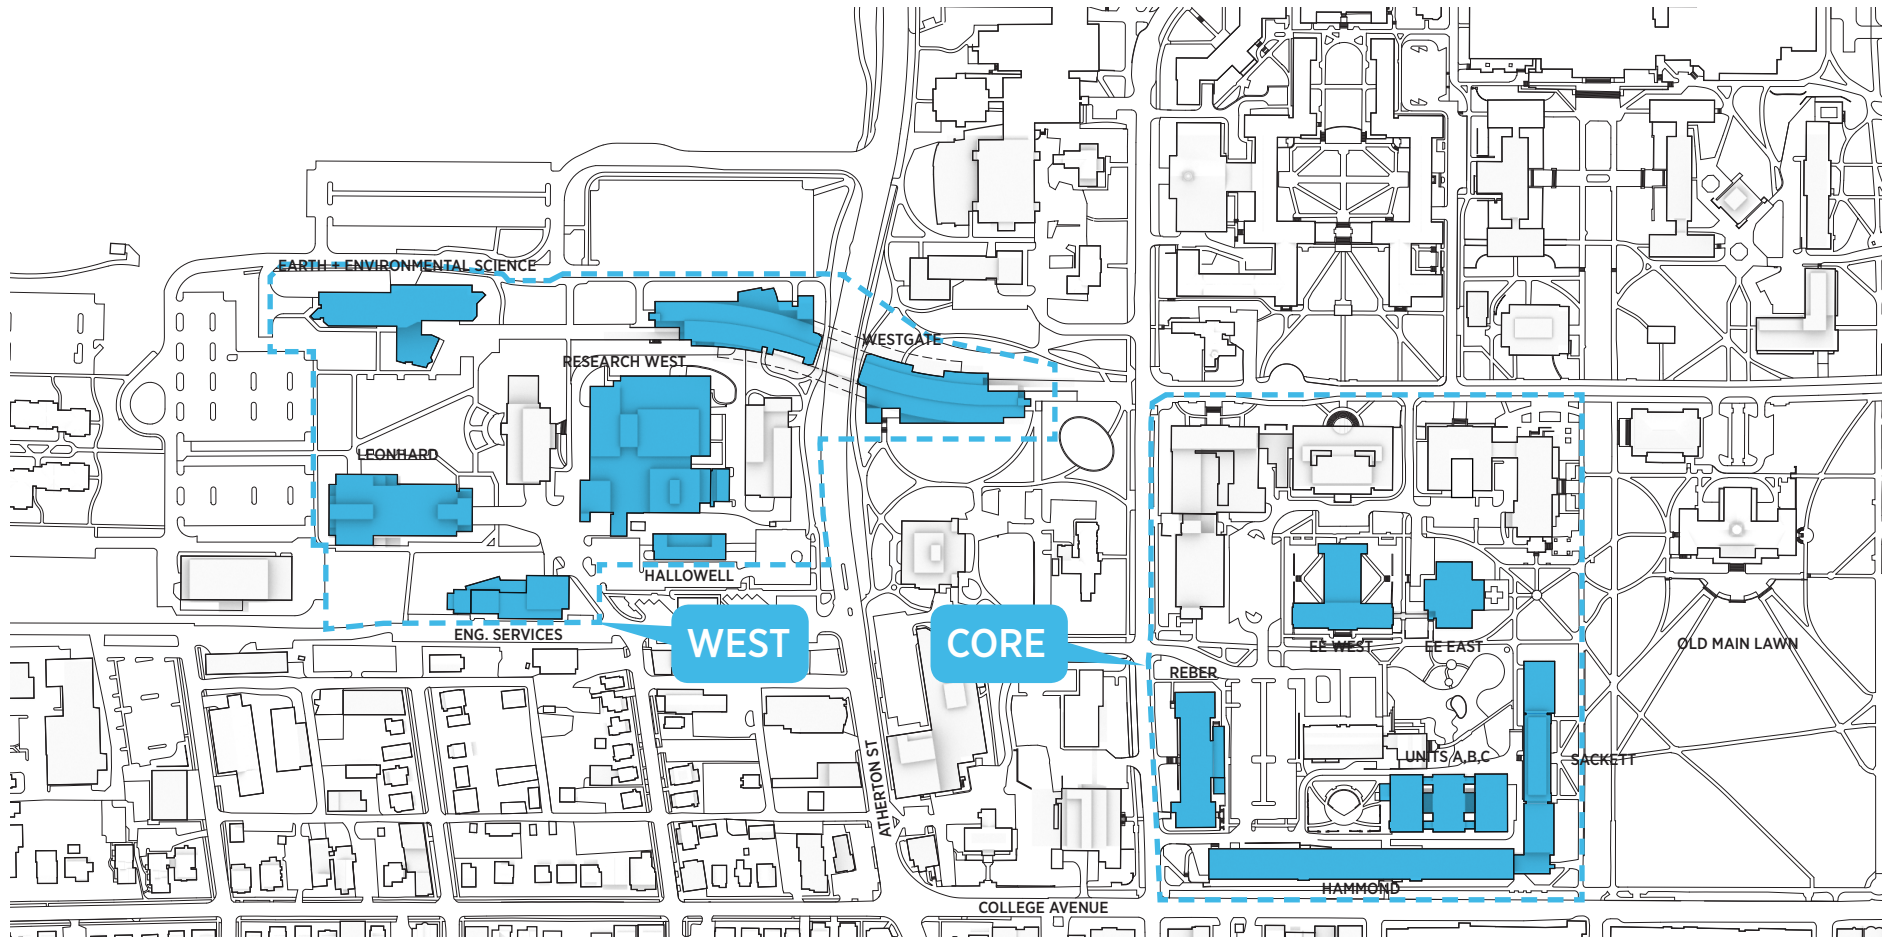 EARTH + ENVIRONMENTAL SCIENCE
WESTGATE
RESEARCH WEST
LEONHARD
HALLOWELL
ENG. SERVICES
WEST
CORE
EE WEST
EE EAST
OLD MAIN LAWN
REBER
ATHERTON ST
UNITS A,B,C
SACKETT
HAMMOND
COLLEGE AVENUE